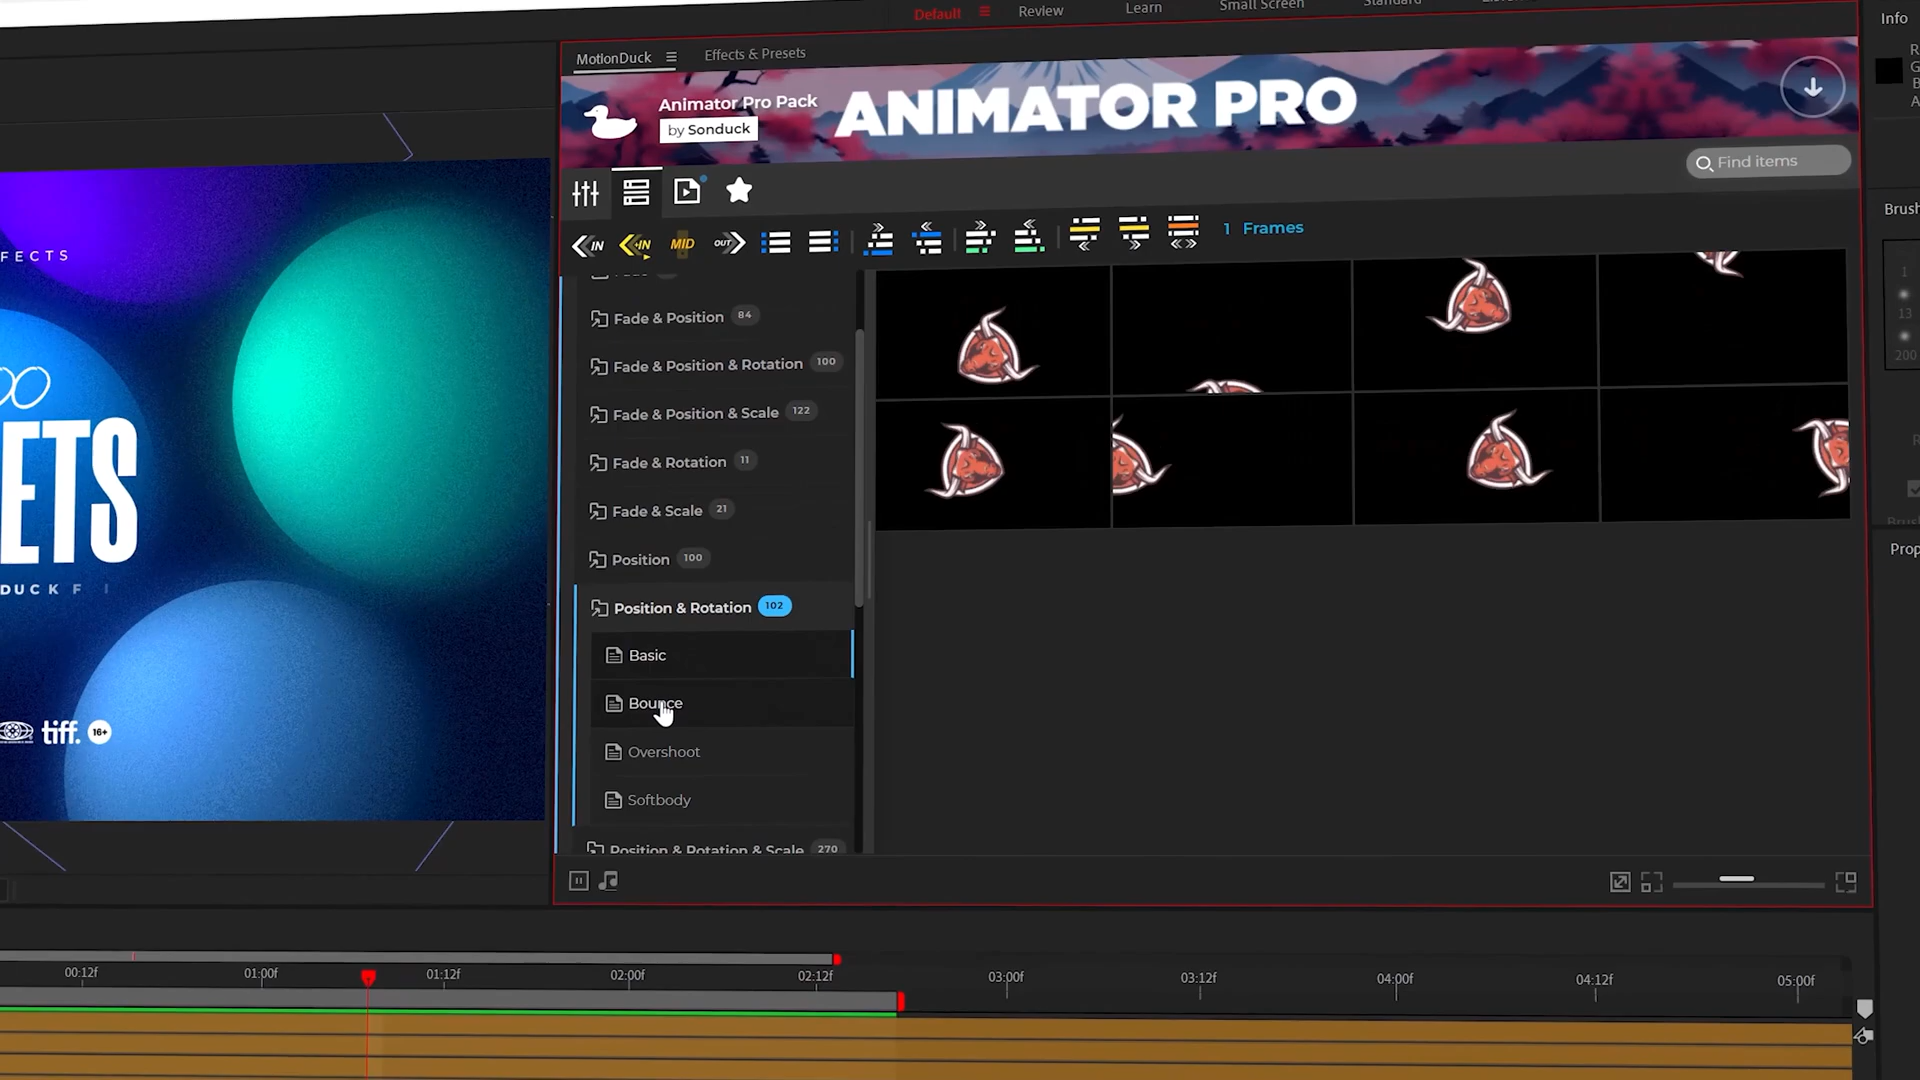 Default
Review
Learn
Small Screen
Standard
Info
MotionDuck
Effects & Presets
Animator Pro Pack
by Sonduck
ANIMATOR PRO
Find items
IN
+IN
MID
OUT
1 Frames
Brush
1
13
200
FFECTS
ETS
DUCK F I
tiff.
16+
Fade & Position 84
Fade & Position & Rotation 100
Fade & Position & Scale 122
Fade & Rotation 11
Fade & Scale 21
Position 100
Position & Rotation 102
Basic
Bounce
Overshoot
Softbody
Position & Rotation & Scale 270
Prop
00:12f
01:00f
01:12f
02:00f
02:12f
03:00f
03:12f
04:00f
04:12f
05:00f